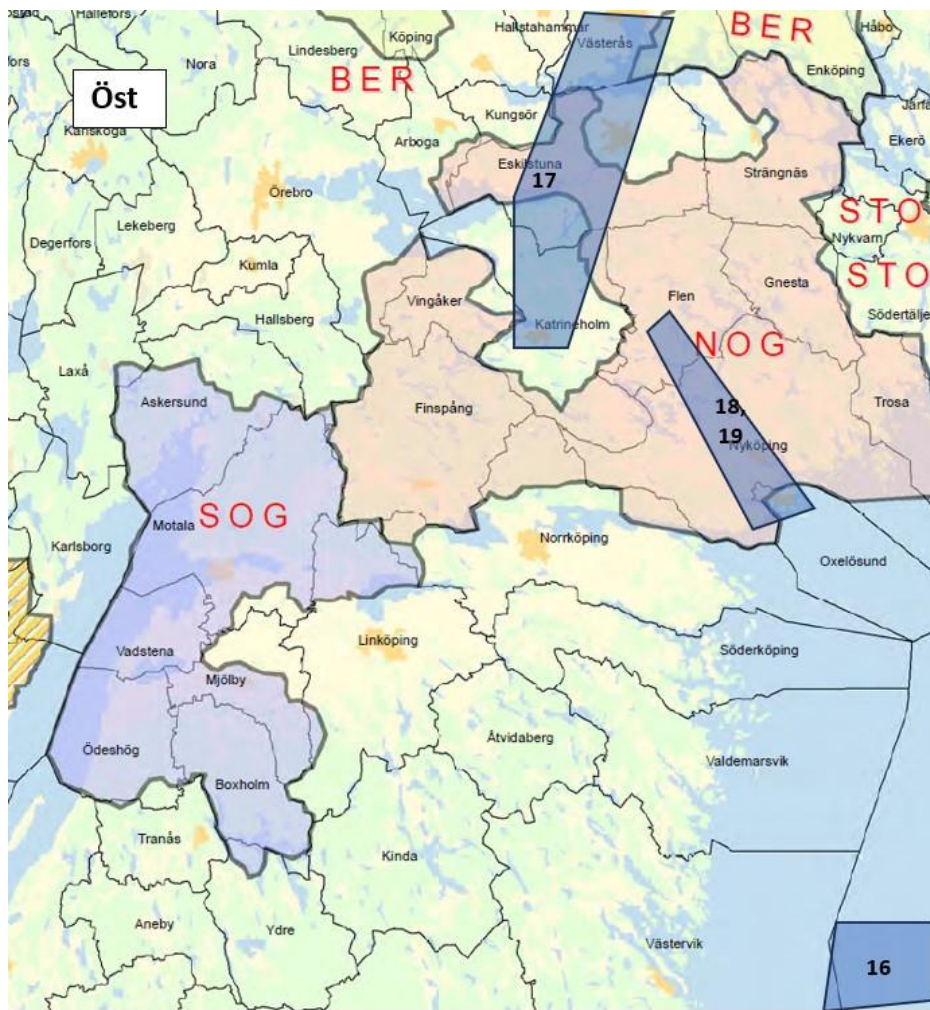 Hällefors
Köping
Hallstahammar
BER
Håbo
Lindesberg
Västerås
fors
Nora
BER
Enköping
Öst
Kungsör
Järfä
Karlskoga
Arboga
Ekerö
Eskilstuna
17
Strängnäs
Örebro
STO
Lekeberg
Degerfors
Nykvarn
Kumla
STO
Gnesta
Vingåker
Flen
Hallsberg
Katrineholm
Södertälje
NOG
Laxå
Askersund
Finspång
18,
19
Trosa
Nyköping
SOG
Motala
Norrköping
Karlsborg
Oxelösund
Linköping
Vadstena
Söderköping
Mjölby
Åtvidaberg
Ödeshög
Valdemarsvik
Boxholm
Tranås
Kinda
Aneby
Ydre
Västervik
16